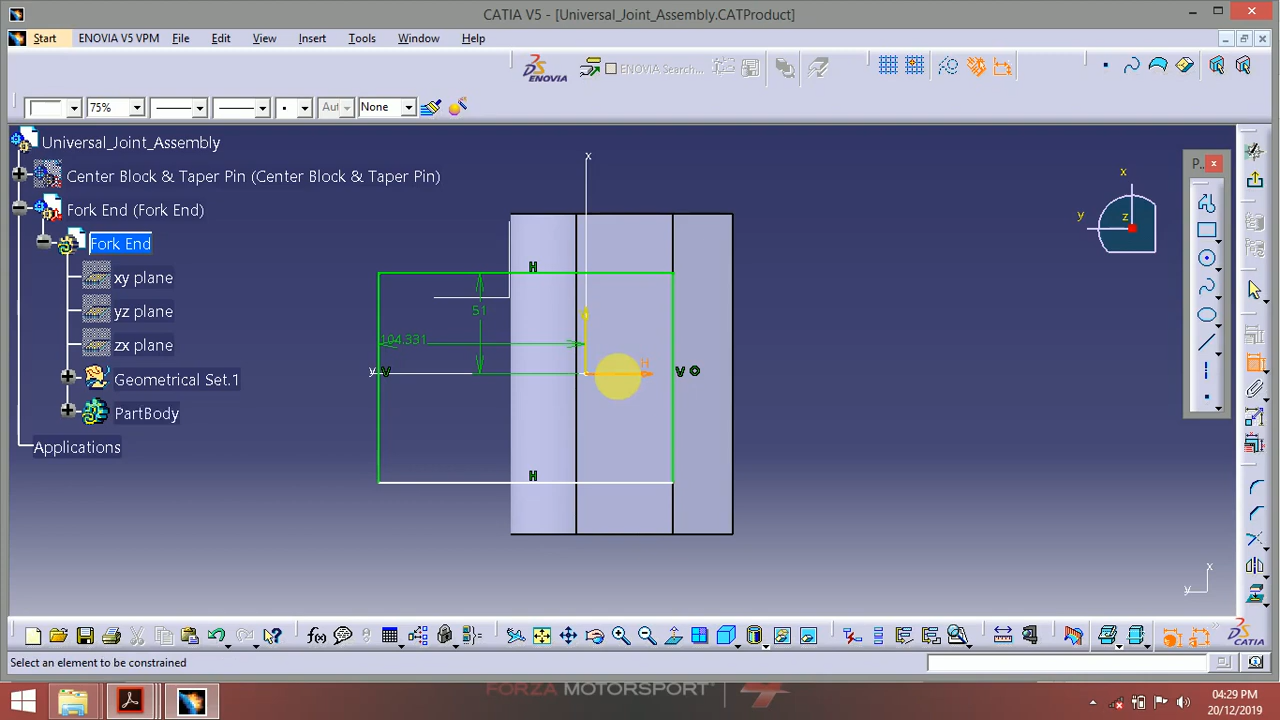 CATIA V5 - [Universal_Joint_Assembly.CATProduct]
Start ENOVIA V5 VPM File Edit View Insert Tools Window Help
ENOVIA ENOVIA Search...
75% Aut None
P...
Universal_Joint_Assembly
Center Block & Taper Pin (Center Block & Taper Pin)
Fork End (Fork End)
Fork End
xy plane
yz plane
zx plane
Geometrical Set.1
PartBody
Applications
x
H
51
104.331
H
y V
V
H
x
y z
x
y
f(x)
CATIA
Select an element to be constrained
FORZA MOTORSPORT
04:29 PM
20/12/2019